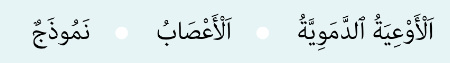 اَلْأَوْعِيَةُ ٱلدَّمَوِيَّةُ • اَلْأَعْصَابُ • نَمُوذَجٌ